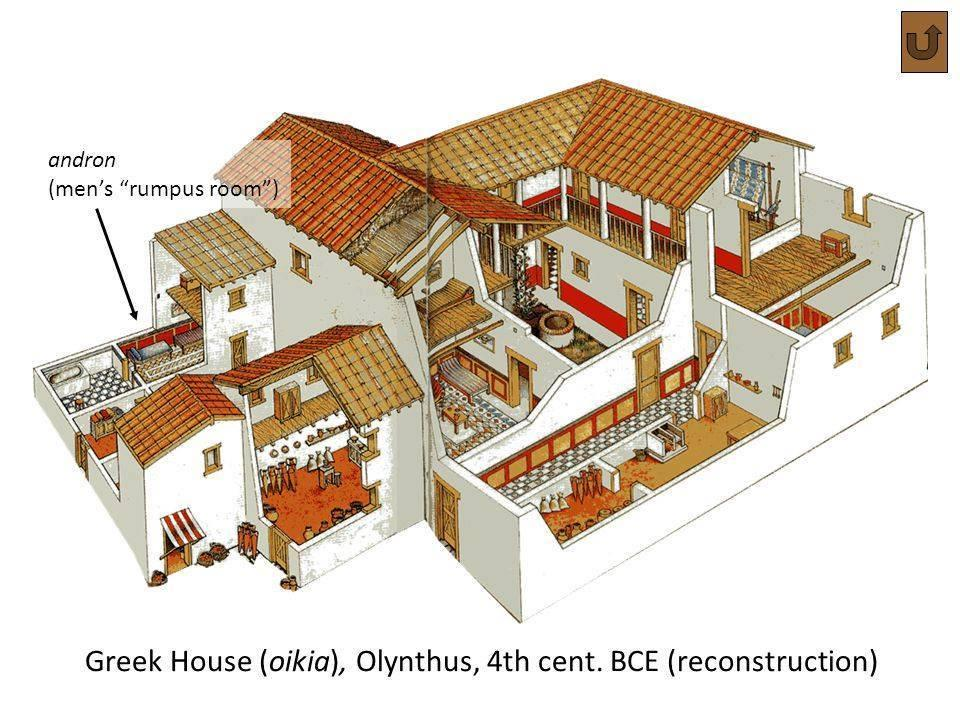 andron
(men’s “rumpus room”)
Greek House (oikia), Olynthus, 4th cent. BCE (reconstruction)